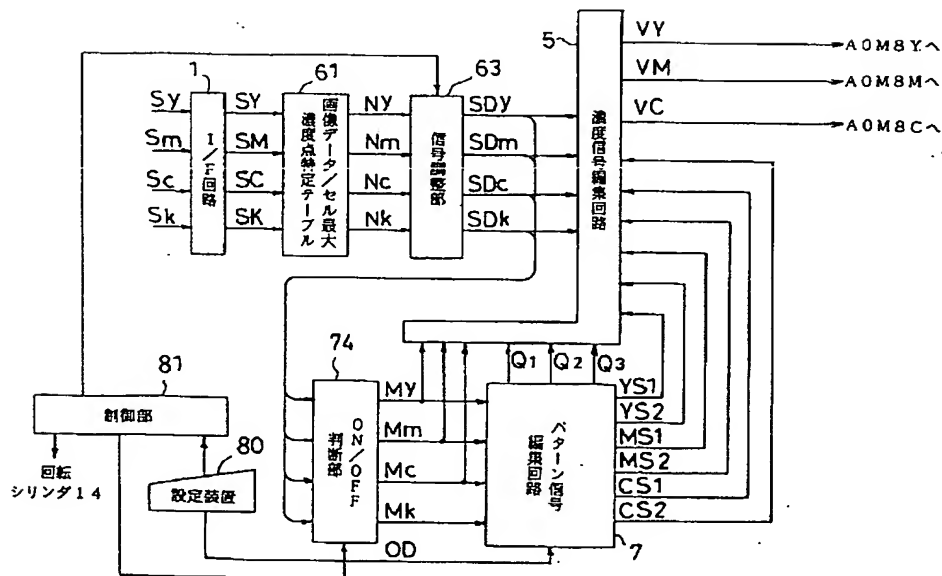 5
VY
AOM8Yへ
VM
AOM8Mへ
VC
AOM8Cへ
濃度信号編集回路
1
Sy
Sm
Sc
Sk
I/F回路
SY
SM
SC
SK
61
画像データ/セル最大
濃度点特定テーブル
Ny
Nm
Nc
Nk
63
信号調整部
SDy
SDm
SDc
SDk
74
ON/OFF
判断部
My
Mm
Mc
Mk
OD
Q1
Q2
Q3
パターン信号
編集回路
7
YS1
YS2
MS1
MS2
CS1
CS2
81
制御部
回転
シリンダ14
80
設定装置